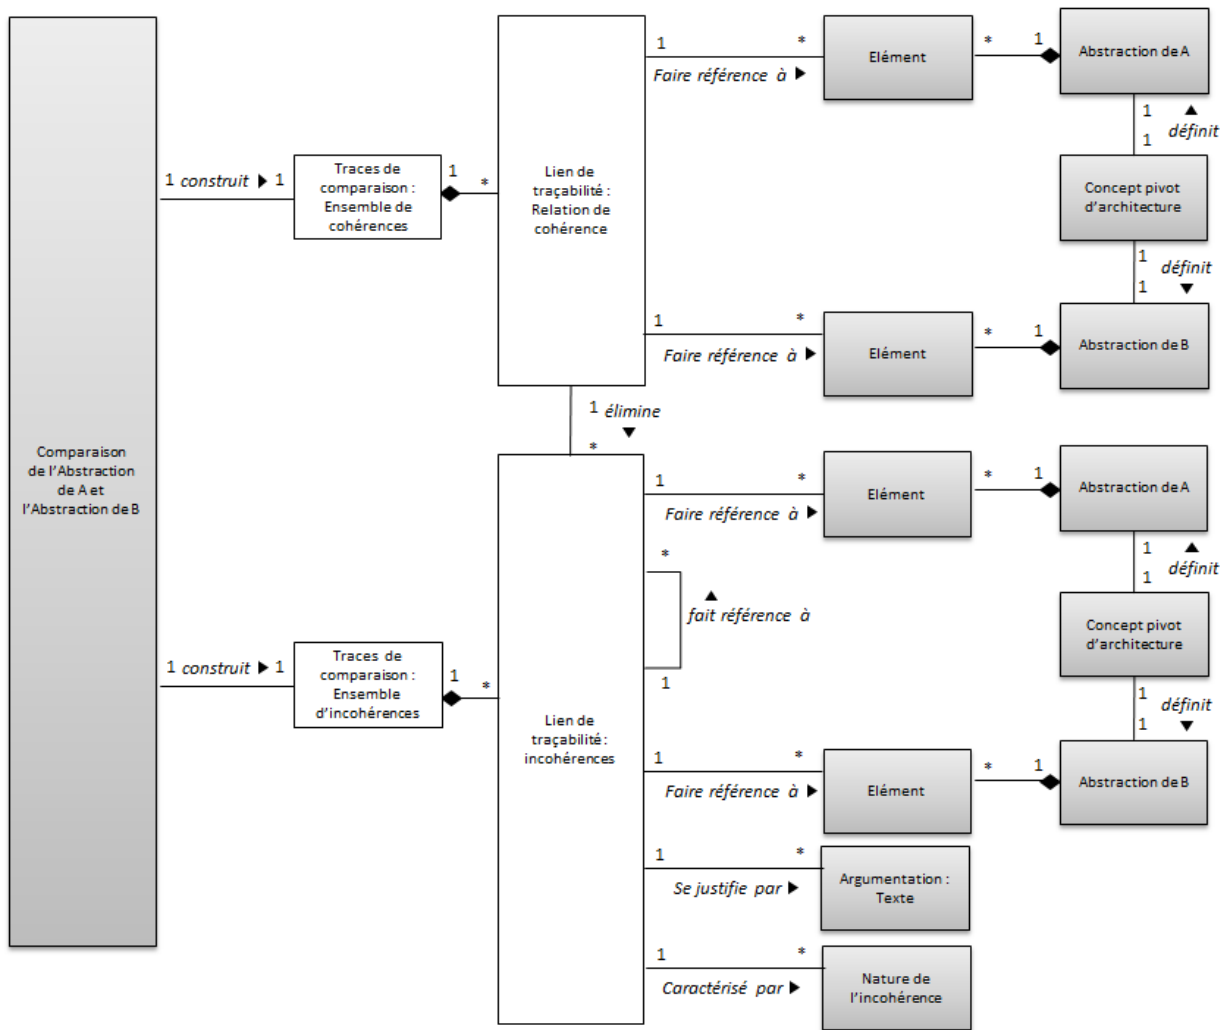 1
*
Elément
*
1
Abstraction de A
Faire référence à ▶
1
▲
définit
1
Traces de
comparaison :
Ensemble de
cohérences
1 construit ▶ 1
1
*
Lien de
traçabilité :
Relation de
cohérence
Concept pivot
d'architecture
1
définit
▼
1
1
*
Elément
*
1
Abstraction de B
Faire référence à ▶
1 élimine
▼
*
Comparaison
de l'Abstraction
de A et
l'Abstraction de B
1
*
Elément
*
1
Abstraction de A
Faire référence à ▶
1
▲
définit
1
*
▲
fait référence à
1
Concept pivot
d'architecture
1 construit ▶ 1
Traces de
comparaison :
Ensemble
d'incohérences
1
*
Lien de
traçabilité :
incohérences
1
définit
▼
1
1
*
Elément
*
1
Abstraction de B
Faire référence à ▶
1
*
Se justifie par ▶
Argumentation :
Texte
1
*
Caractérisé par ▶
Nature de
l'incohérence